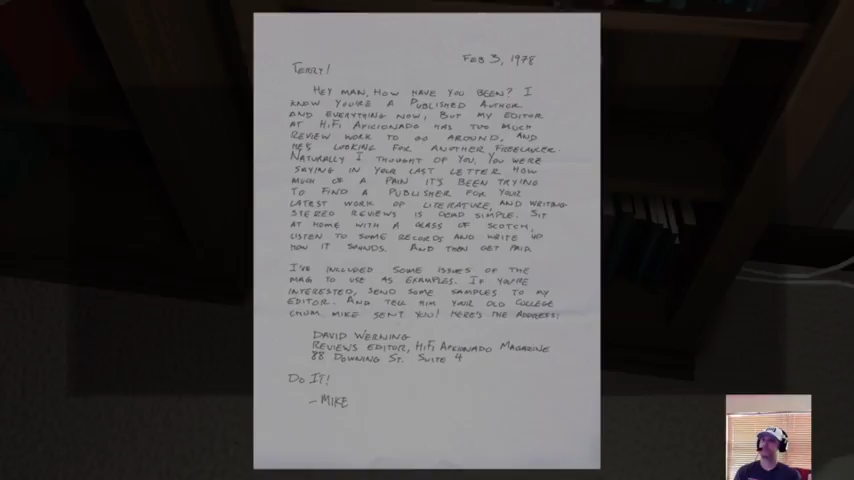 Feb 3, 1978
Terry!
Hey man, how have you been? I
know you're a published author
and everything now, but my editor
at HiFi Aficionado has too much
review work to go around, and
he's looking for another freelancer.
Naturally I thought of you. You were
saying in your last letter how
much of a pain it's been trying
to find a publisher for your
latest work of literature, and writing
stereo reviews is dead simple. Sit
at home with a glass of scotch,
listen to some records and write up
how it sounds. And then get paid.
I've included some issues of the
mag to use as examples. If you're
interested, send some samples to my
editor. And tell him your old college
chum Mike sent you! Here's the address:
David Werning
Reviews Editor, HiFi Aficionado Magazine
88 Downing St. Suite 4
Do it!
- Mike